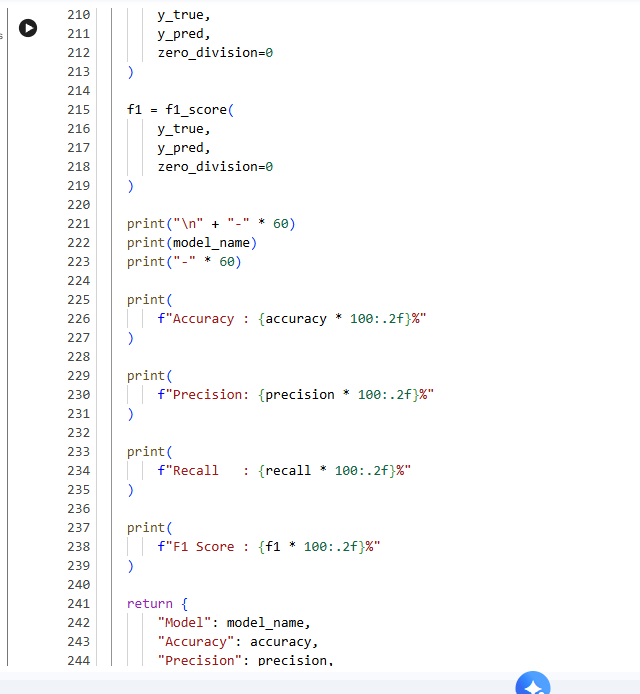 210 y_true,
211 y_pred,
212 zero_division=0
213 )
214
215 f1 = f1_score(
216 y_true,
217 y_pred,
218 zero_division=0
219 )
220
221 print("\n" + "-" * 60)
222 print(model_name)
223 print("-" * 60)
224
225 print(
226 f"Accuracy : {accuracy * 100:.2f}%"
227 )
228
229 print(
230 f"Precision: {precision * 100:.2f}%"
231 )
232
233 print(
234 f"Recall   : {recall * 100:.2f}%"
235 )
236
237 print(
238 f"F1 Score : {f1 * 100:.2f}%"
239 )
240
241 return {
242 "Model": model_name,
243 "Accuracy": accuracy,
244 "Precision": precision,